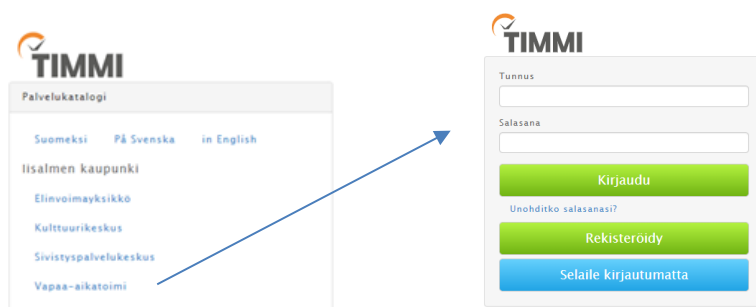 TIMMI
Palvelukatalogi
Suomeksi På Svenska in English
Iisalmen kaupunki
Elinvoimayksikkö
Kulttuurikeskus
Sivistyspalvelukeskus
Vapaa-aikatoimi
TIMMI
Tunnus
Salasana
Kirjaudu
Unohditko salasanasi?
Rekisteröidy
Selaile kirjautumatta